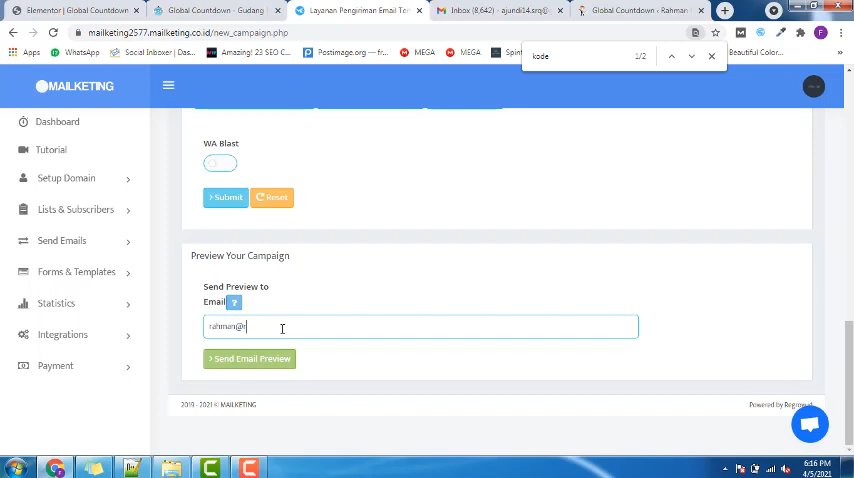 Elementor | Global Countdown
Global Countdown - Gudang
Layanan Pengiriman Email Ter
Inbox (8,642) - ajundi14.srq@
Global Countdown ‹ Rahman
mailketing2577.mailketing.co.id/new_campaign.php
F
Apps
WhatsApp
Social Inboxer | Das...
Amazing! 23 SEO C...
Postimage.org — fr...
MEGA
MEGA
Spin
Beautiful Color...
kode
1/2
MAILKETING
Dashboard
Tutorial
Setup Domain
Lists & Subscribers
Send Emails
Forms & Templates
Statistics
Integrations
Payment
WA Blast
Submit
Reset
Preview Your Campaign
Send Preview to
Email ?
rahman@r
Send Email Preview
2019 - 2021 © MAILKETING
6:16 PM
4/5/2021